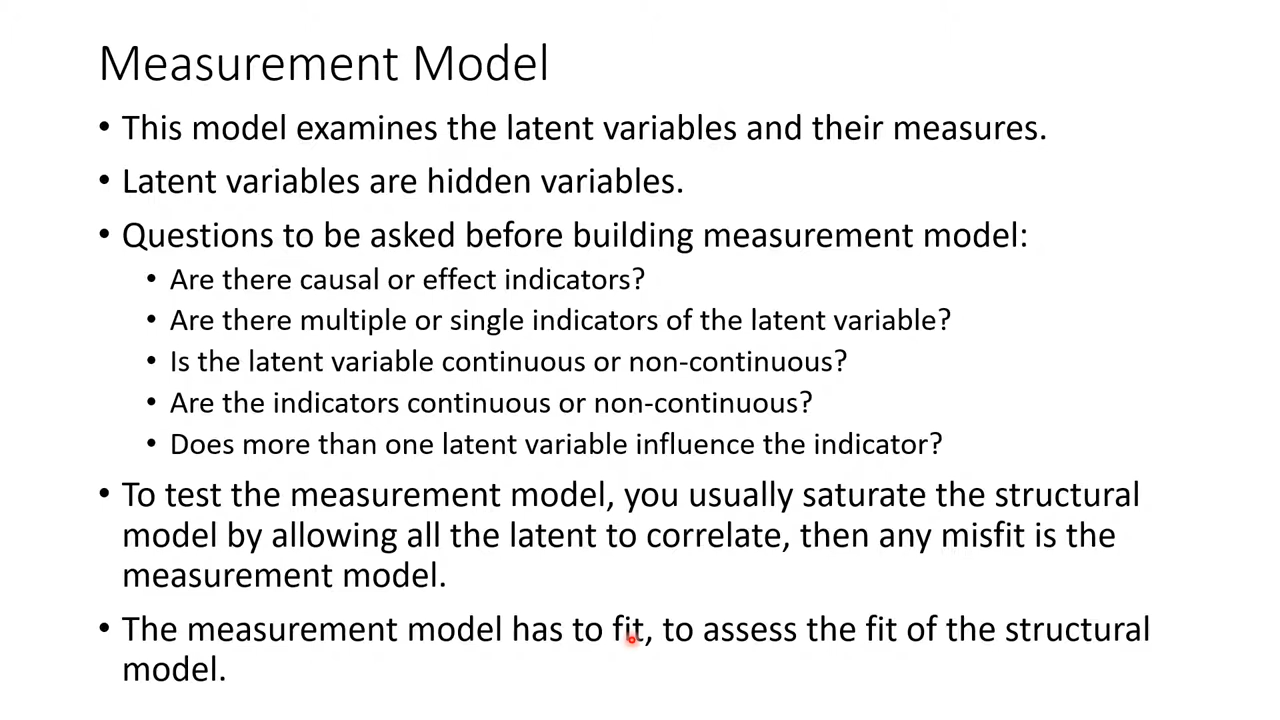 Measurement Model
• This model examines the latent variables and their measures.
• Latent variables are hidden variables.
• Questions to be asked before building measurement model:
• Are there causal or effect indicators?
• Are there multiple or single indicators of the latent variable?
• Is the latent variable continuous or non-continuous?
• Are the indicators continuous or non-continuous?
• Does more than one latent variable influence the indicator?
• To test the measurement model, you usually saturate the structural
model by allowing all the latent to correlate, then any misfit is the
measurement model.
• The measurement model has to fit, to assess the fit of the structural
model.